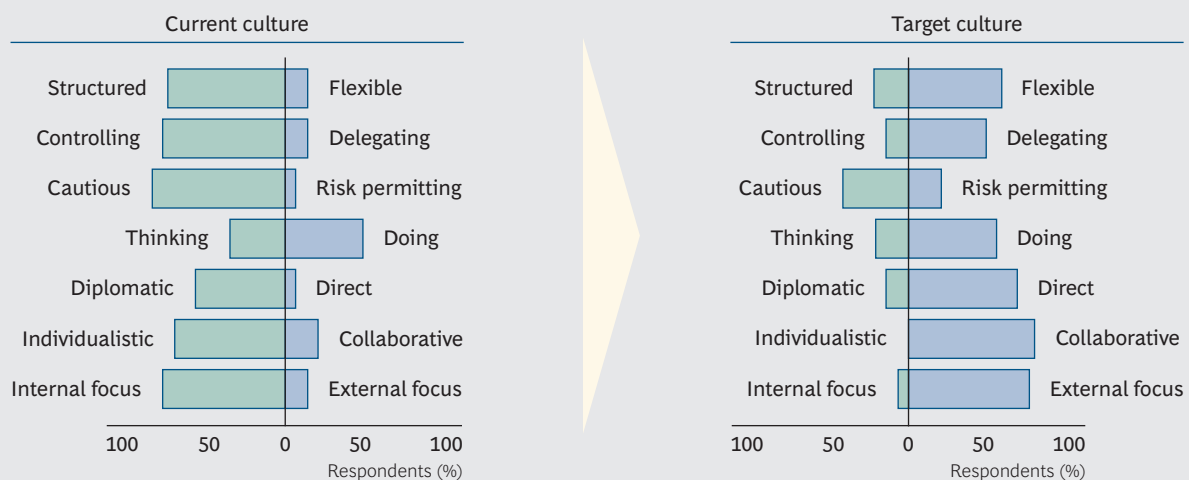 Current culture
Structured Flexible
Controlling Delegating
Cautious Risk permitting
Thinking Doing
Diplomatic Direct
Individualistic Collaborative
Internal focus External focus
100 50 0 50 100
Respondents (%)
Target culture
Structured Flexible
Controlling Delegating
Cautious Risk permitting
Thinking Doing
Diplomatic Direct
Individualistic Collaborative
Internal focus External focus
100 50 0 50 100
Respondents (%)